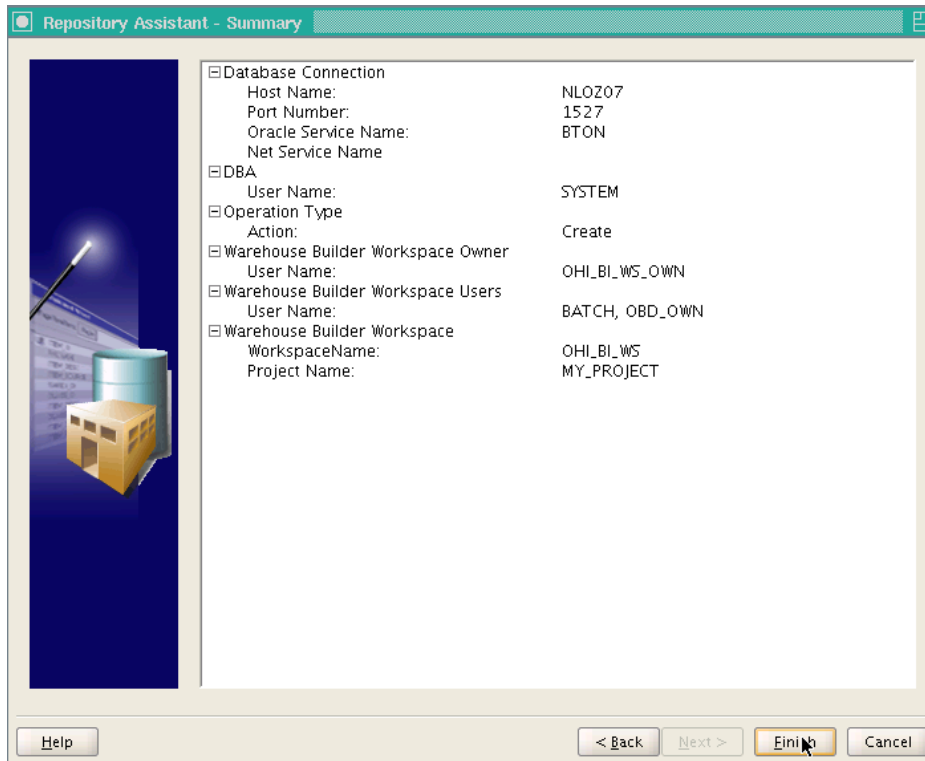 Repository Assistant - Summary
Database Connection
Host Name: NLOZ07
Port Number: 1527
Oracle Service Name: BTON
Net Service Name
DBA
User Name: SYSTEM
Operation Type
Action: Create
Warehouse Builder Workspace Owner
User Name: OHI_BI_WS_OWN
Warehouse Builder Workspace Users
User Name: BATCH, OBD_OWN
Warehouse Builder Workspace
WorkspaceName: OHI_BI_WS
Project Name: MY_PROJECT
Help < Back Next > Finish Cancel